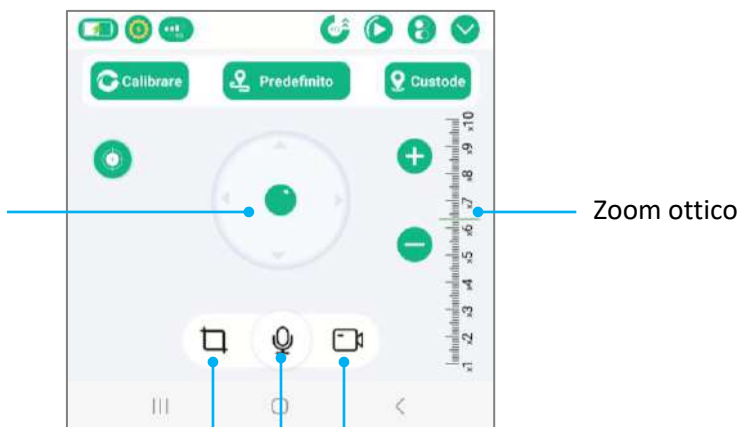 Calibrare
Predefinito
Custode
x10
x9
x8
x7
x6
x5
x4
x3
x2
x1
Zoom ottico